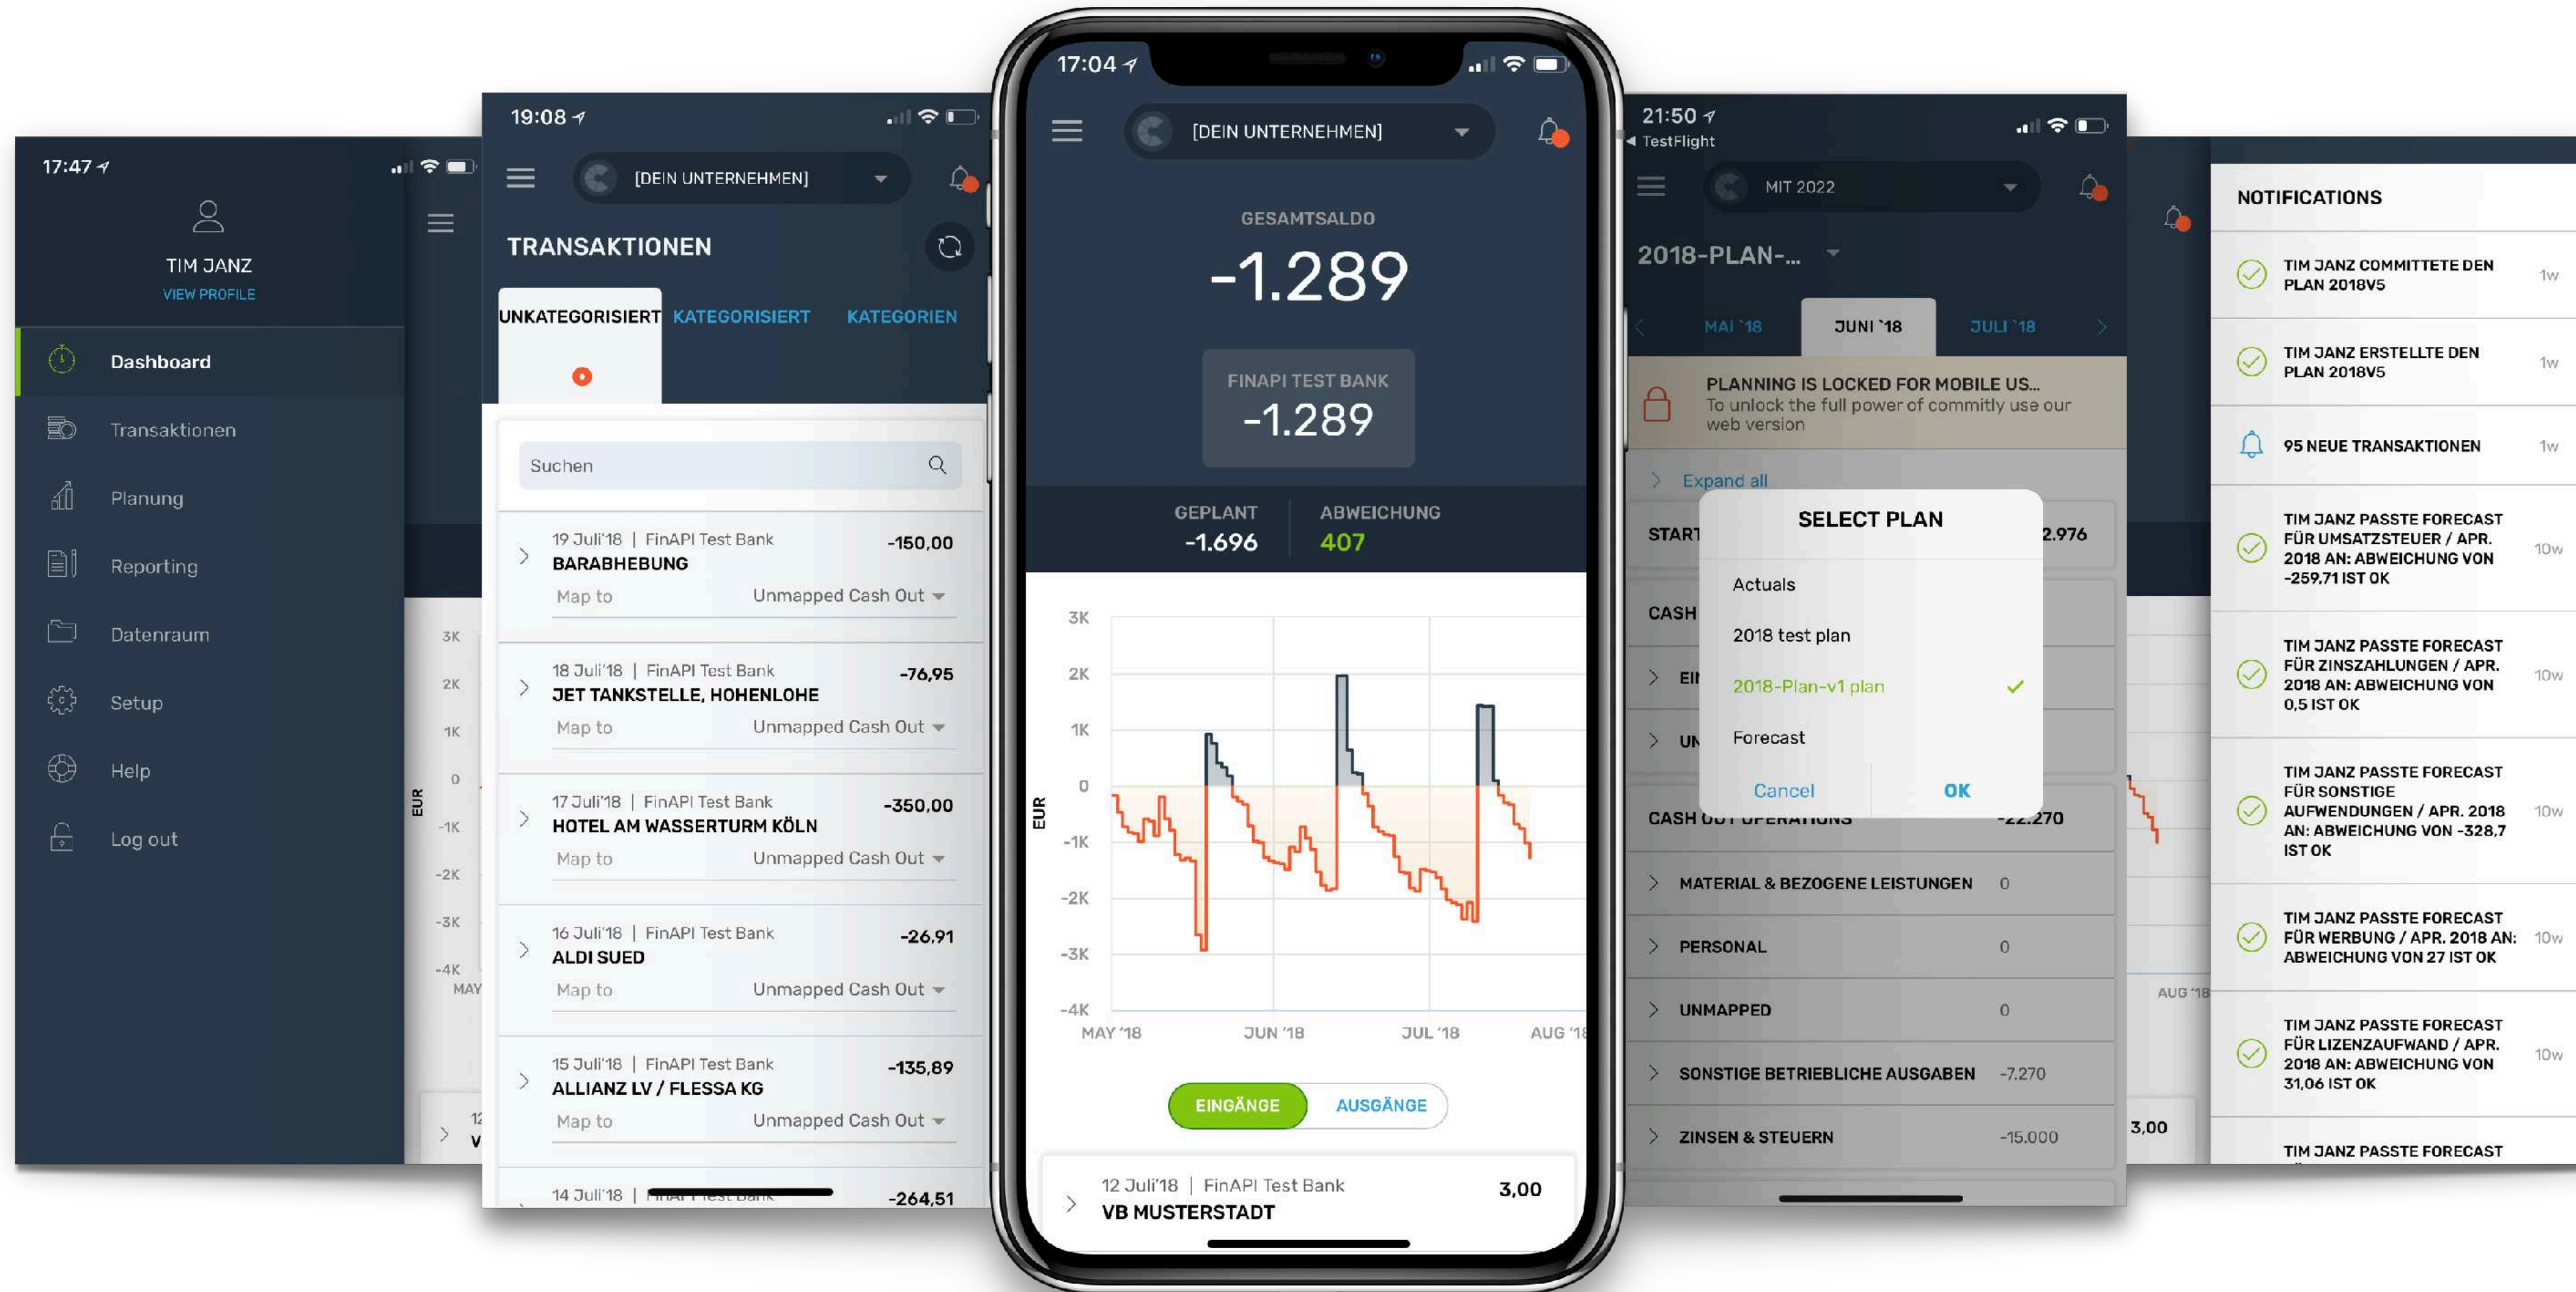 17:47
TIM JANZ
VIEW PROFILE
Dashboard
Transaktionen
Planung
Reporting
Datenraum
Setup
Help
Log out
3K
2K
1K
0
-1K
-2K
-3K
-4K
EUR
MAY
12
V
19:08
[DEIN UNTERNEHMEN]
TRANSAKTIONEN
UNKATEGORISIERT KATEGORISIERT KATEGORIEN
Suchen
19 Juli'18 | FinAPI Test Bank -150,00
BARABHEBUNG
Map to Unmapped Cash Out
18 Juli'18 | FinAPI Test Bank -76,95
JET TANKSTELLE, HOHENLOHE
Map to Unmapped Cash Out
17 Juli'18 | FinAPI Test Bank -350,00
HOTEL AM WASSERTURM KÖLN
Map to Unmapped Cash Out
16 Juli'18 | FinAPI Test Bank -26,91
ALDI SUED
Map to Unmapped Cash Out
15 Juli'18 | FinAPI Test Bank -135,89
ALLIANZ LV / FLESSA KG
Map to Unmapped Cash Out
14 Juli'18 | FinAPI Test Bank -264,51
17:04
[DEIN UNTERNEHMEN]
GESAMTSALDO
-1.289
FINAPI TEST BANK
-1.289
GEPLANT ABWEICHUNG
-1.696 407
3K
2K
1K
0
-1K
-2K
-3K
-4K
EUR
MAY '18 JUN '18 JUL '18 AUG '18
EINGÄNGE AUSGÄNGE
12 Juli'18 | FinAPI Test Bank 3,00
VB MUSTERSTADT
21:50
TestFlight
MIT 2022
2018-PLAN-...
MAI `18 JUNI `18 JULI `18
PLANNING IS LOCKED FOR MOBILE US...
To unlock the full power of commitly use our
web version
Expand all
START 2.976
CASH
EI
UN
SELECT PLAN
Actuals
2018 test plan
2018-Plan-v1 plan
Forecast
Cancel OK
CASH OUT OPERATIONS -22.270
MATERIAL & BEZOGENE LEISTUNGEN 0
PERSONAL 0
UNMAPPED 0
SONSTIGE BETRIEBLICHE AUSGABEN -7.270
ZINSEN & STEUERN -15.000
AUG '18
3,00
NOTIFICATIONS
TIM JANZ COMMITTETE DEN
PLAN 2018V5 1w
TIM JANZ ERSTELLTE DEN
PLAN 2018V5 1w
95 NEUE TRANSAKTIONEN 1w
TIM JANZ PASSTE FORECAST
FÜR UMSATZSTEUER / APR.
2018 AN: ABWEICHUNG VON 10w
-259,71 IST OK
TIM JANZ PASSTE FORECAST
FÜR ZINSZAHLUNGEN / APR.
2018 AN: ABWEICHUNG VON 10w
0,5 IST OK
TIM JANZ PASSTE FORECAST
FÜR SONSTIGE
AUFWENDUNGEN / APR. 2018 10w
AN: ABWEICHUNG VON -328,7
IST OK
TIM JANZ PASSTE FORECAST
FÜR WERBUNG / APR. 2018 AN: 10w
ABWEICHUNG VON 27 IST OK
TIM JANZ PASSTE FORECAST
FÜR LIZENZAUFWAND / APR.
2018 AN: ABWEICHUNG VON 10w
31,06 IST OK
TIM JANZ PASSTE FORECAST